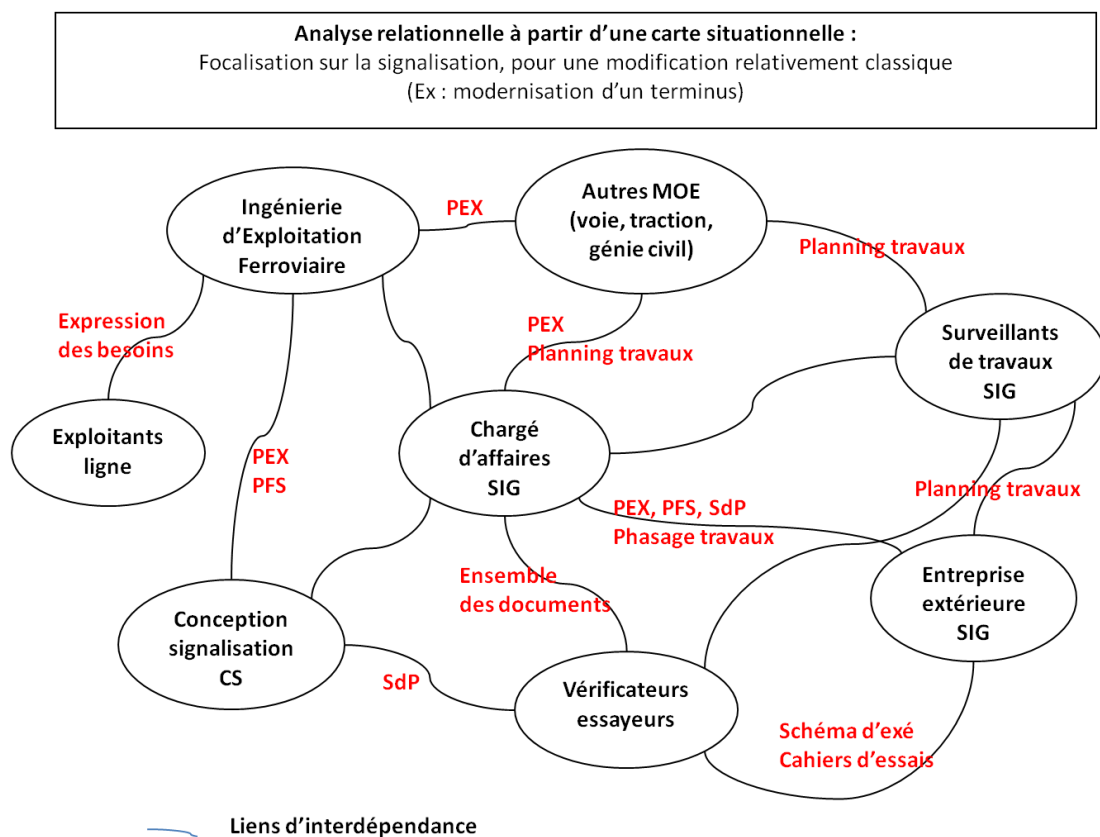 Analyse relationnelle à partir d’une carte situationnelle :
Focalisation sur la signalisation, pour une modification relativement classique
(Ex : modernisation d’un terminus)
Ingénierie
d’Exploitation
Ferroviaire
PEX
Autres MOE
(voie, traction,
génie civil)
Planning travaux
Expression
des besoins
PEX
Planning travaux
Surveillants
de travaux
SIG
Exploitants
ligne
Chargé
d’affaires
SIG
PEX
PFS
Planning travaux
PEX, PFS, SdP
Phasage travaux
Ensemble
des documents
Entreprise
extérieure
SIG
Conception
signalisation
CS
SdP
Vérificateurs
essayeurs
Schéma d’exé
Cahiers d’essais
Liens d’interdépendance